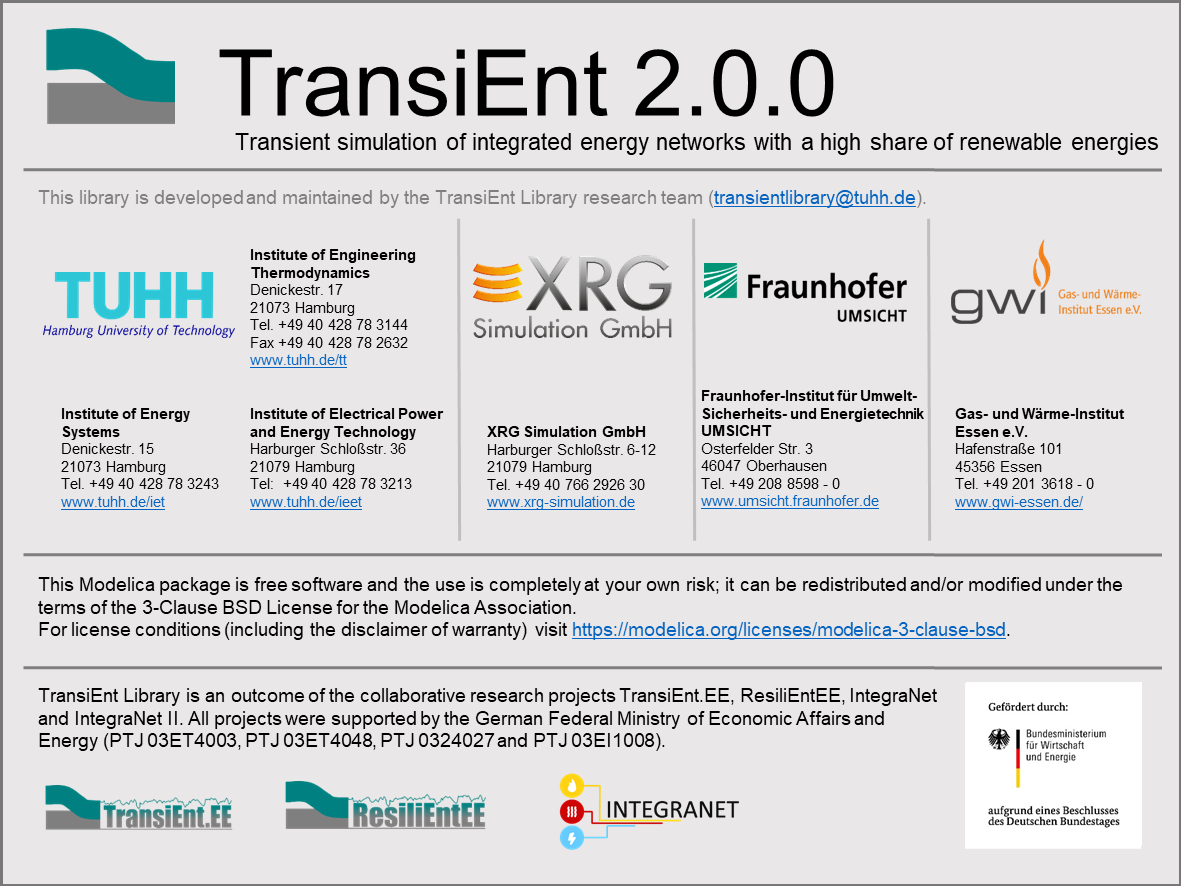 TransiEnt 2.0.0
Transient simulation of integrated energy networks with a high share of renewable energies
This library is developed and maintained by the TransiEnt Library research team (transientlibrary@tuhh.de).
TUHH
Hamburg University of Technology
Institute of Engineering
Thermodynamics
Denickestr. 17
21073 Hamburg
Tel. +49 40 428 78 3144
Fax +49 40 428 78 2632
www.tuhh.de/tt
Institute of Energy
Systems
Denickestr. 15
21073 Hamburg
Tel. +49 40 428 78 3243
www.tuhh.de/iet
Institute of Electrical Power
and Energy Technology
Harburger Schloßstr. 36
21079 Hamburg
Tel:  +49 40 428 78 3213
www.tuhh.de/ieet
XRG
Simulation GmbH
XRG Simulation GmbH
Harburger Schloßstr. 6-12
21079 Hamburg
Tel. +49 40 766 2926 30
www.xrg-simulation.de
Fraunhofer
UMSICHT
Fraunhofer-Institut für Umwelt-
Sicherheits- und Energietechnik
UMSICHT
Osterfelder Str. 3
46047 Oberhausen
Tel. +49 208 8598 - 0
www.umsicht.fraunhofer.de
gwi
Gas- und Wärme-
Institut Essen e.V.
Gas- und Wärme-Institut
Essen e.V.
Hafenstraße 101
45356 Essen
Tel. +49 201 3618 - 0
www.gwi-essen.de/
This Modelica package is free software and the use is completely at your own risk; it can be redistributed and/or modified under the
terms of the 3-Clause BSD License for the Modelica Association.
For license conditions (including the disclaimer of warranty) visit https://modelica.org/licenses/modelica-3-clause-bsd.
TransiEnt Library is an outcome of the collaborative research projects TransiEnt.EE, ResiliEntEE, IntegraNet
and IntegraNet II. All projects were supported by the German Federal Ministry of Economic Affairs and
Energy (PTJ 03ET4003, PTJ 03ET4048, PTJ 0324027 and PTJ 03EI1008).
TransiEnt.EE
ResiliEntEE
INTEGRANET
Gefördert durch:
Bundesministerium
für Wirtschaft
und Energie
aufgrund eines Beschlusses
des Deutschen Bundestages